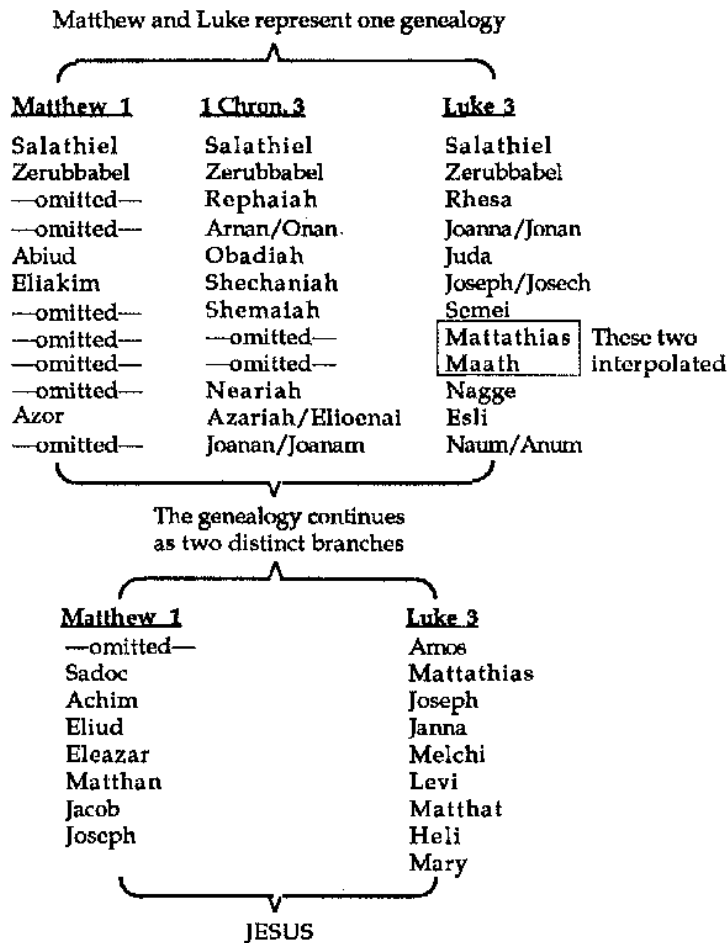 Matthew and Luke represent one genealogy
Matthew 1 1 Chron. 3 Luke 3
Salathiel Salathiel Salathiel
Zerubbabel Zerubbabel Zerubbabel
—omitted— Rephaiah Rhesa
—omitted— Arnan/Onan Joanna/Jonan
Abiud Obadiah Juda
Eliakim Shechaniah Joseph/Josech
—omitted— Shemaiah Semei
—omitted— —omitted— Mattathias These two
—omitted— —omitted— Maath interpolated
—omitted— Neariah Nagge
Azor Azariah/Elioenai Esli
—omitted— Joanan/Joanam Naum/Anum
The genealogy continues
as two distinct branches
Matthew 1 Luke 3
—omitted— Amos
Sadoc Mattathias
Achim Joseph
Eliud Janna
Eleazar Melchi
Matthan Levi
Jacob Matthat
Joseph Heli
Mary
JESUS